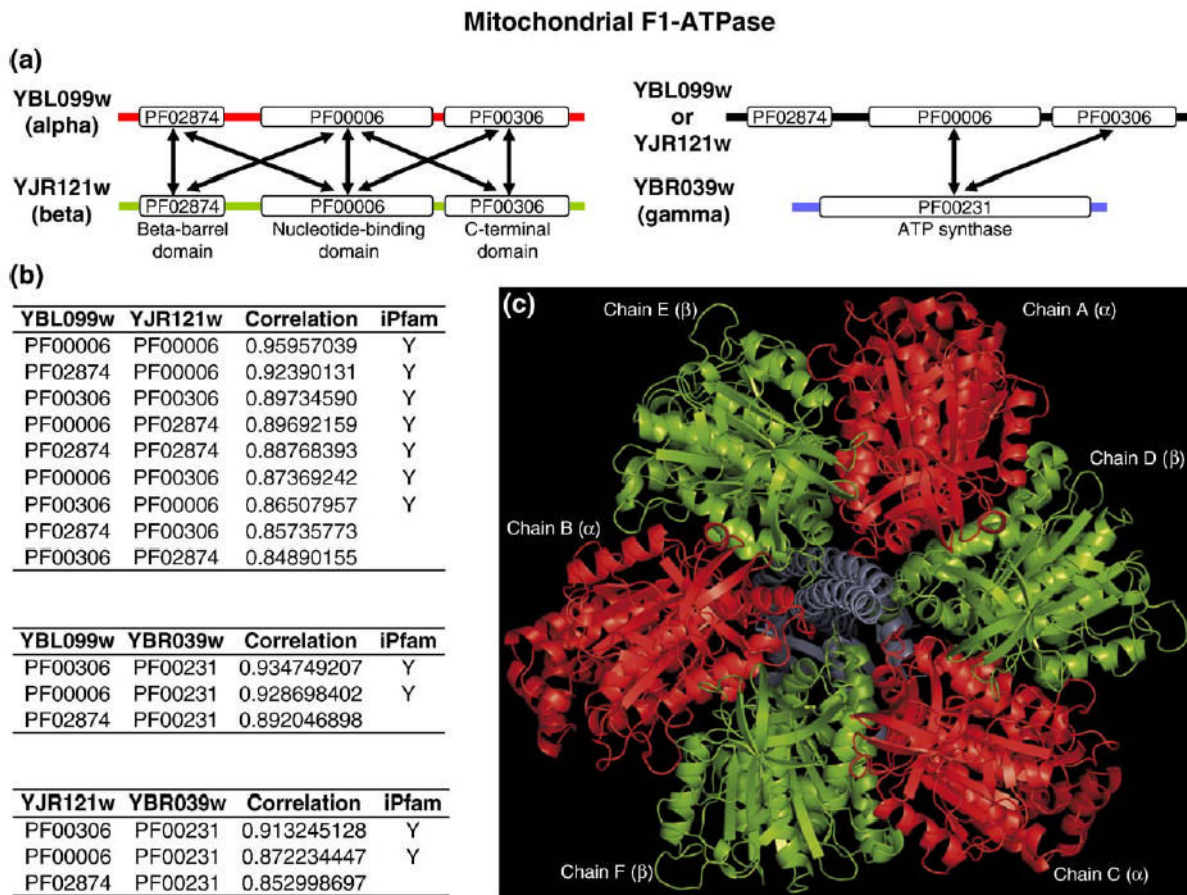 Mitochondrial F1-ATPase
(a)
YBL099w
(alpha)
PF02874 PF00006 PF00306
YJR121w
(beta)
PF02874 PF00006 PF00306
Beta-barrel
domain
Nucleotide-binding
domain
C-terminal
domain
YBL099w
or
YJR121w
PF02874 PF00006 PF00306
YBR039w
(gamma)
PF00231
ATP synthase
(b)
YBL099w YJR121w Correlation iPfam
PF00006 PF00006 0.95957039 Y
PF02874 PF00006 0.92390131 Y
PF00306 PF00306 0.89734590 Y
PF00006 PF02874 0.89692159 Y
PF02874 PF02874 0.88768393 Y
PF00006 PF00306 0.87369242 Y
PF00306 PF00006 0.86507957 Y
PF02874 PF00306 0.85735773
PF00306 PF02874 0.84890155
YBL099w YBR039w Correlation iPfam
PF00306 PF00231 0.934749207 Y
PF00006 PF00231 0.928698402 Y
PF02874 PF00231 0.892046898
YJR121w YBR039w Correlation iPfam
PF00306 PF00231 0.913245128 Y
PF00006 PF00231 0.872234447 Y
PF02874 PF00231 0.852998697
(c)
Chain E (β)
Chain A (α)
Chain D (β)
Chain B (α)
Chain F (β)
Chain C (α)